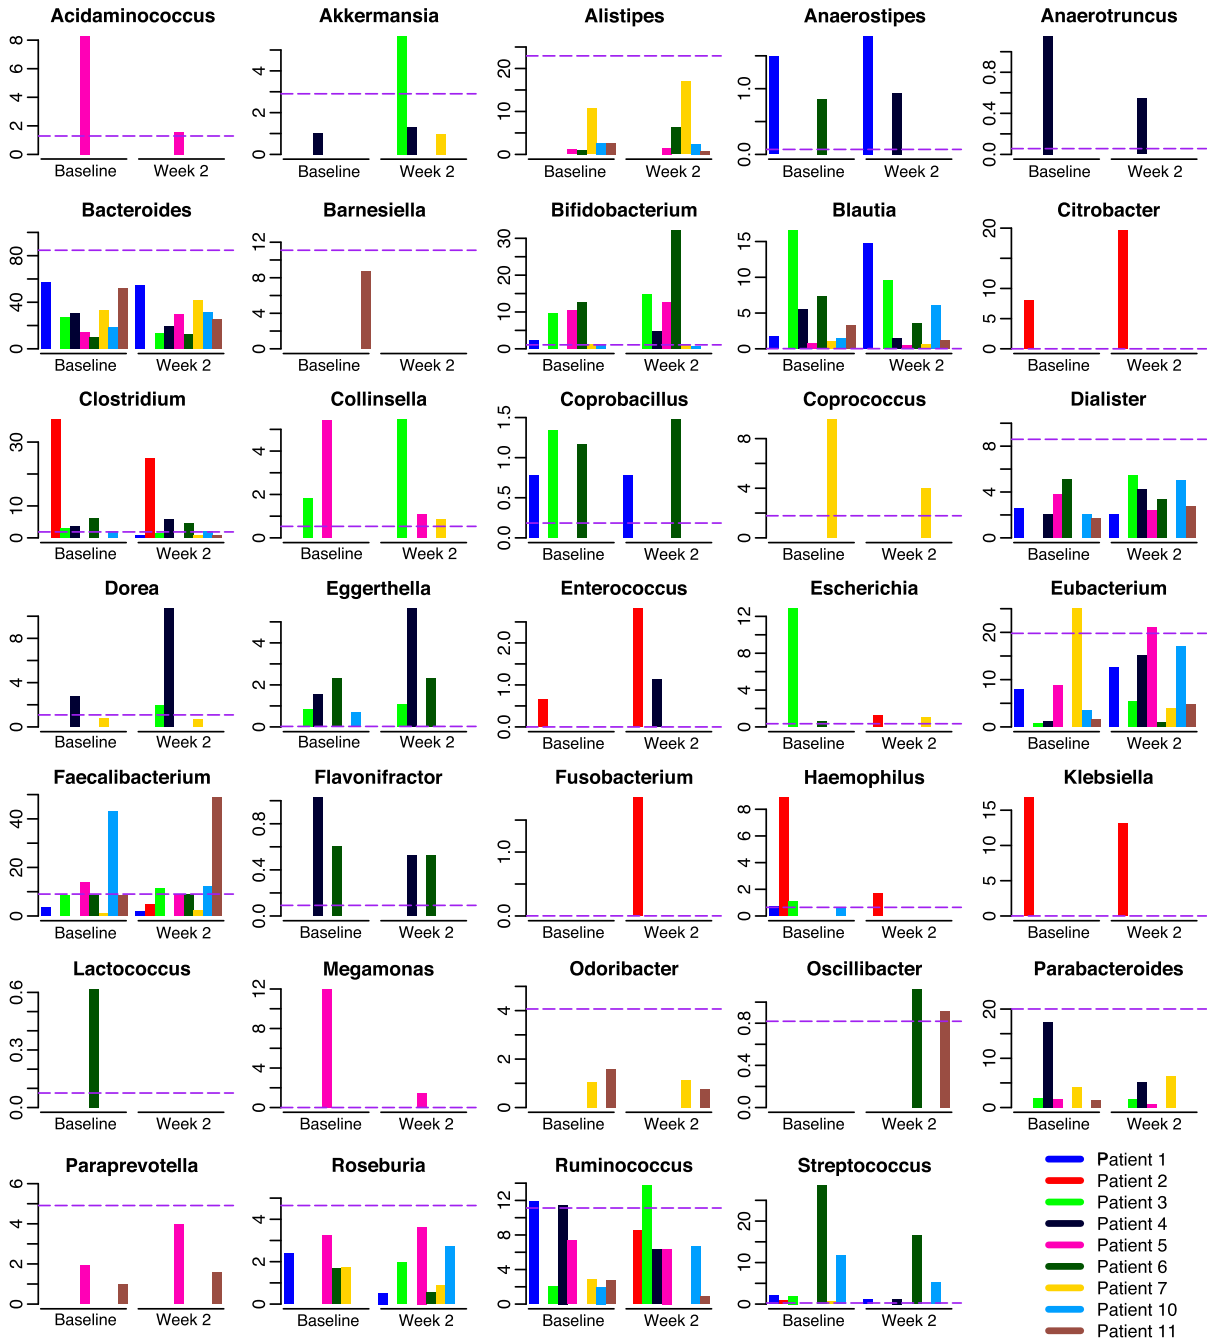 Acidaminococcus Akkermansia Alistipes Anaerostipes Anaerotruncus
0 2 4 6 8
0 2 4
0 5 10 20
0.0 1.0
0.0 0.4 0.8
Baseline Week 2 Baseline Week 2 Baseline Week 2 Baseline Week 2 Baseline Week 2
Bacteroides Barnesiella Bifidobacterium Blautia Citrobacter
0 40 80
0 4 8 12
0 10 20 30
0 5 10 15
0 5 10 20
Baseline Week 2 Baseline Week 2 Baseline Week 2 Baseline Week 2 Baseline Week 2
Clostridium Collinsella Coprobacillus Coprococcus Dialister
0 10 30
0 2 4
0.0 0.5 1.0 1.5
0 2 4 8
0 4 8
Baseline Week 2 Baseline Week 2 Baseline Week 2 Baseline Week 2 Baseline Week 2
Dorea Eggerthella Enterococcus Escherichia Eubacterium
0 4 8
0 2 4
0.0 1.0 2.0
0 4 8 12
0 10 20
Baseline Week 2 Baseline Week 2 Baseline Week 2 Baseline Week 2 Baseline Week 2
Faecalibacterium Flavonifractor Fusobacterium Haemophilus Klebsiella
0 20 40
0.0 0.4 0.8
0.0 1.0
0 2 4 6 8
0 5 10 15
Baseline Week 2 Baseline Week 2 Baseline Week 2 Baseline Week 2 Baseline Week 2
Lactococcus Megamonas Odoribacter Oscillibacter Parabacteroides
0.0 0.3 0.6
0 4 8 12
0 2 4
0.0 0.4 0.8
0 10 20
Baseline Week 2 Baseline Week 2 Baseline Week 2 Baseline Week 2 Baseline Week 2
Paraprevotella Roseburia Ruminococcus Streptococcus
0 2 4 6
0 2 4
0 4 8 12
0 10 20
Baseline Week 2 Baseline Week 2 Baseline Week 2 Baseline Week 2
Patient 1
Patient 2
Patient 3
Patient 4
Patient 5
Patient 6
Patient 7
Patient 10
Patient 11